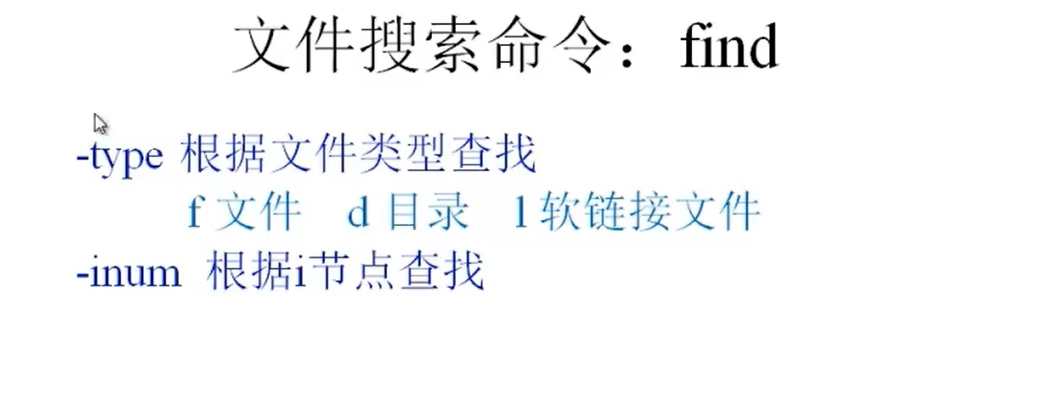 文件搜索命令：find
-type 根据文件类型查找
f 文件 d 目录 l 软链接文件
-inum 根据i节点查找